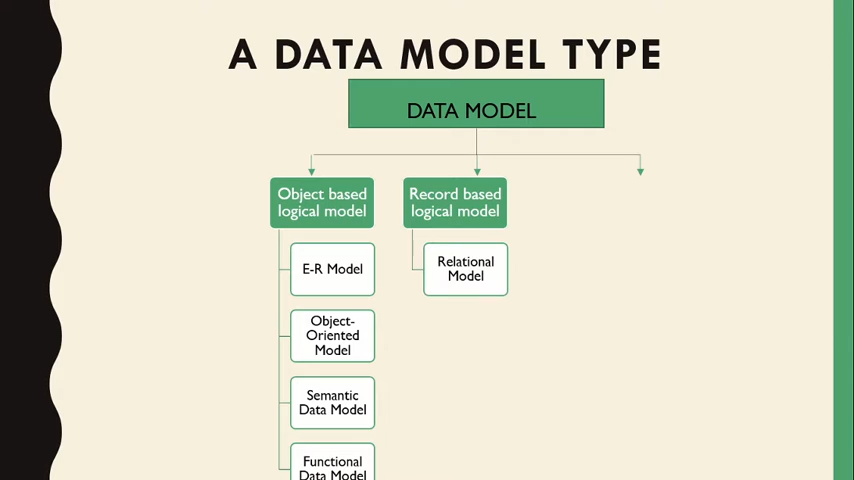 A DATA MODEL TYPE
DATA MODEL
Object based
logical model
Record based
logical model
E-R Model
Relational
Model
Object-
Oriented
Model
Semantic
Data Model
Functional
Data Model